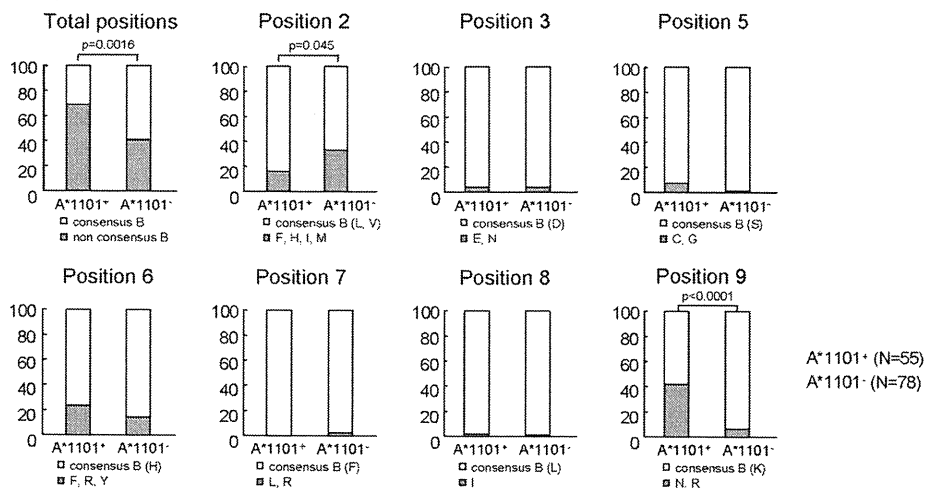 Total positions
p=0.0016
100
80
60
40
20
0
A*1101+ A*1101-
consensus B
non consensus B
Position 2
p=0.045
100
80
60
40
20
0
A*1101+ A*1101-
consensus B (L, V)
F, H, I, M
Position 3
100
80
60
40
20
0
A*1101+ A*1101-
consensus B (D)
E, N
Position 5
100
80
60
40
20
0
A*1101+ A*1101-
consensus B (S)
C, G
Position 6
100
80
60
40
20
0
A*1101+ A*1101-
consensus B (H)
F, R, Y
Position 7
100
80
60
40
20
0
A*1101+ A*1101-
consensus B (F)
L, R
Position 8
100
80
60
40
20
0
A*1101+ A*1101-
consensus B (L)
I
Position 9
p<0.0001
100
80
60
40
20
0
A*1101+ A*1101-
consensus B (K)
N, R
A*1101+ (N=55)
A*1101- (N=78)